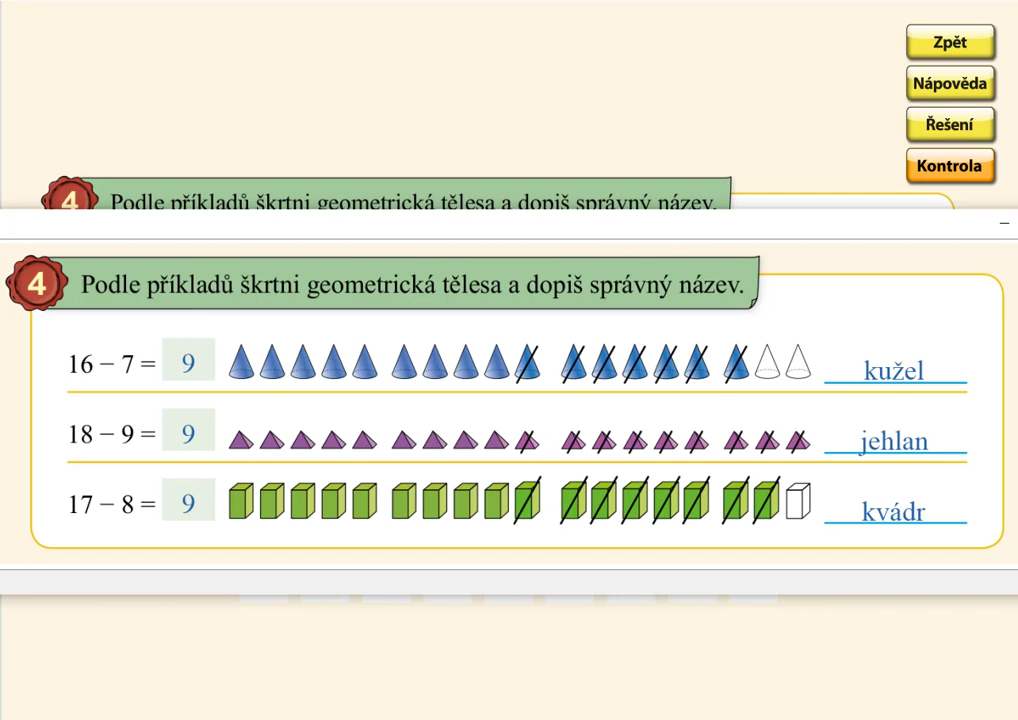 Zpět
Nápověda
Řešení
Kontrola
4 Podle příkladů škrtni geometrická tělesa a dopiš správný název.
4 Podle příkladů škrtni geometrická tělesa a dopiš správný název.
16 − 7 = 9 kužel
18 − 9 = 9 jehlan
17 − 8 = 9 kvádr